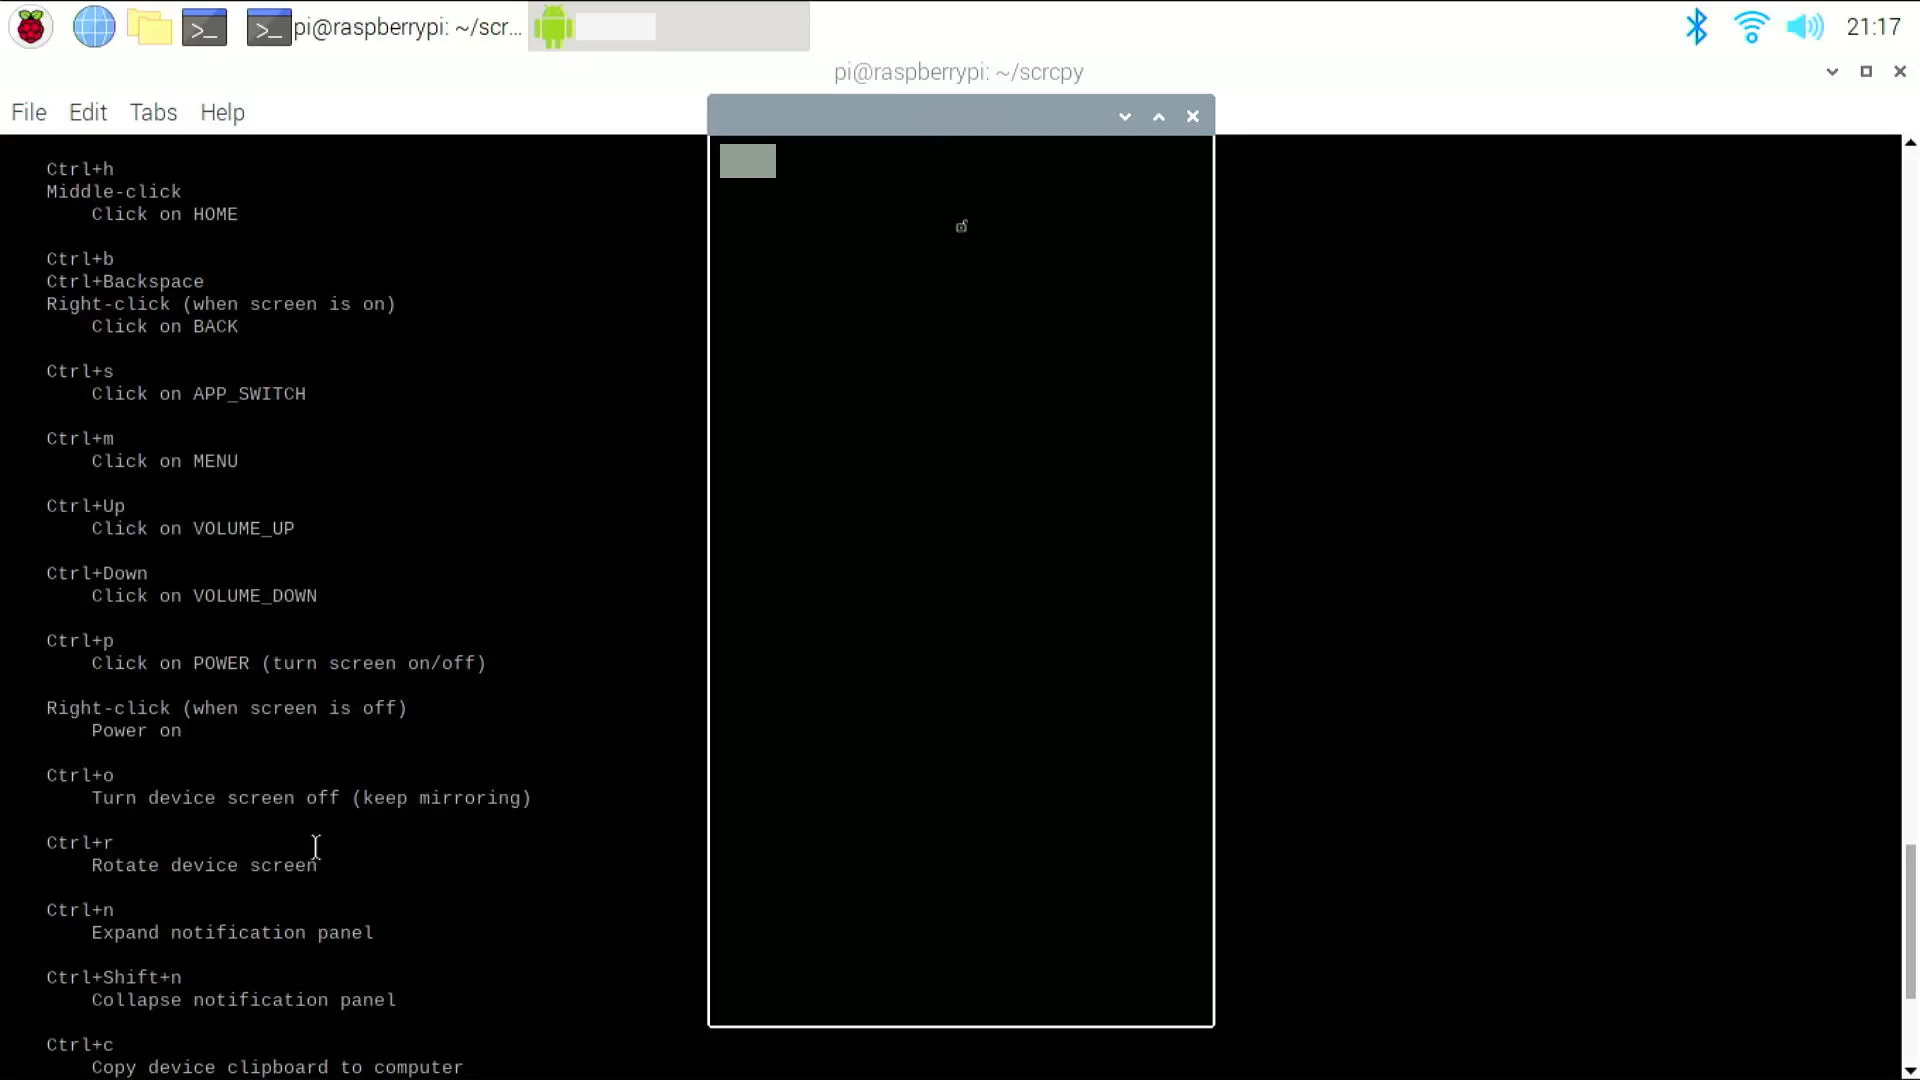 pi@raspberrypi: ~/scr...
21:17
pi@raspberrypi: ~/scrcpy
File Edit Tabs Help
Ctrl+h
Middle-click
Click on HOME
Ctrl+b
Ctrl+Backspace
Right-click (when screen is on)
Click on BACK
Ctrl+s
Click on APP_SWITCH
Ctrl+m
Click on MENU
Ctrl+Up
Click on VOLUME_UP
Ctrl+Down
Click on VOLUME_DOWN
Ctrl+p
Click on POWER (turn screen on/off)
Right-click (when screen is off)
Power on
Ctrl+o
Turn device screen off (keep mirroring)
Ctrl+r
Rotate device screen
Ctrl+n
Expand notification panel
Ctrl+Shift+n
Collapse notification panel
Ctrl+c
Copy device clipboard to computer